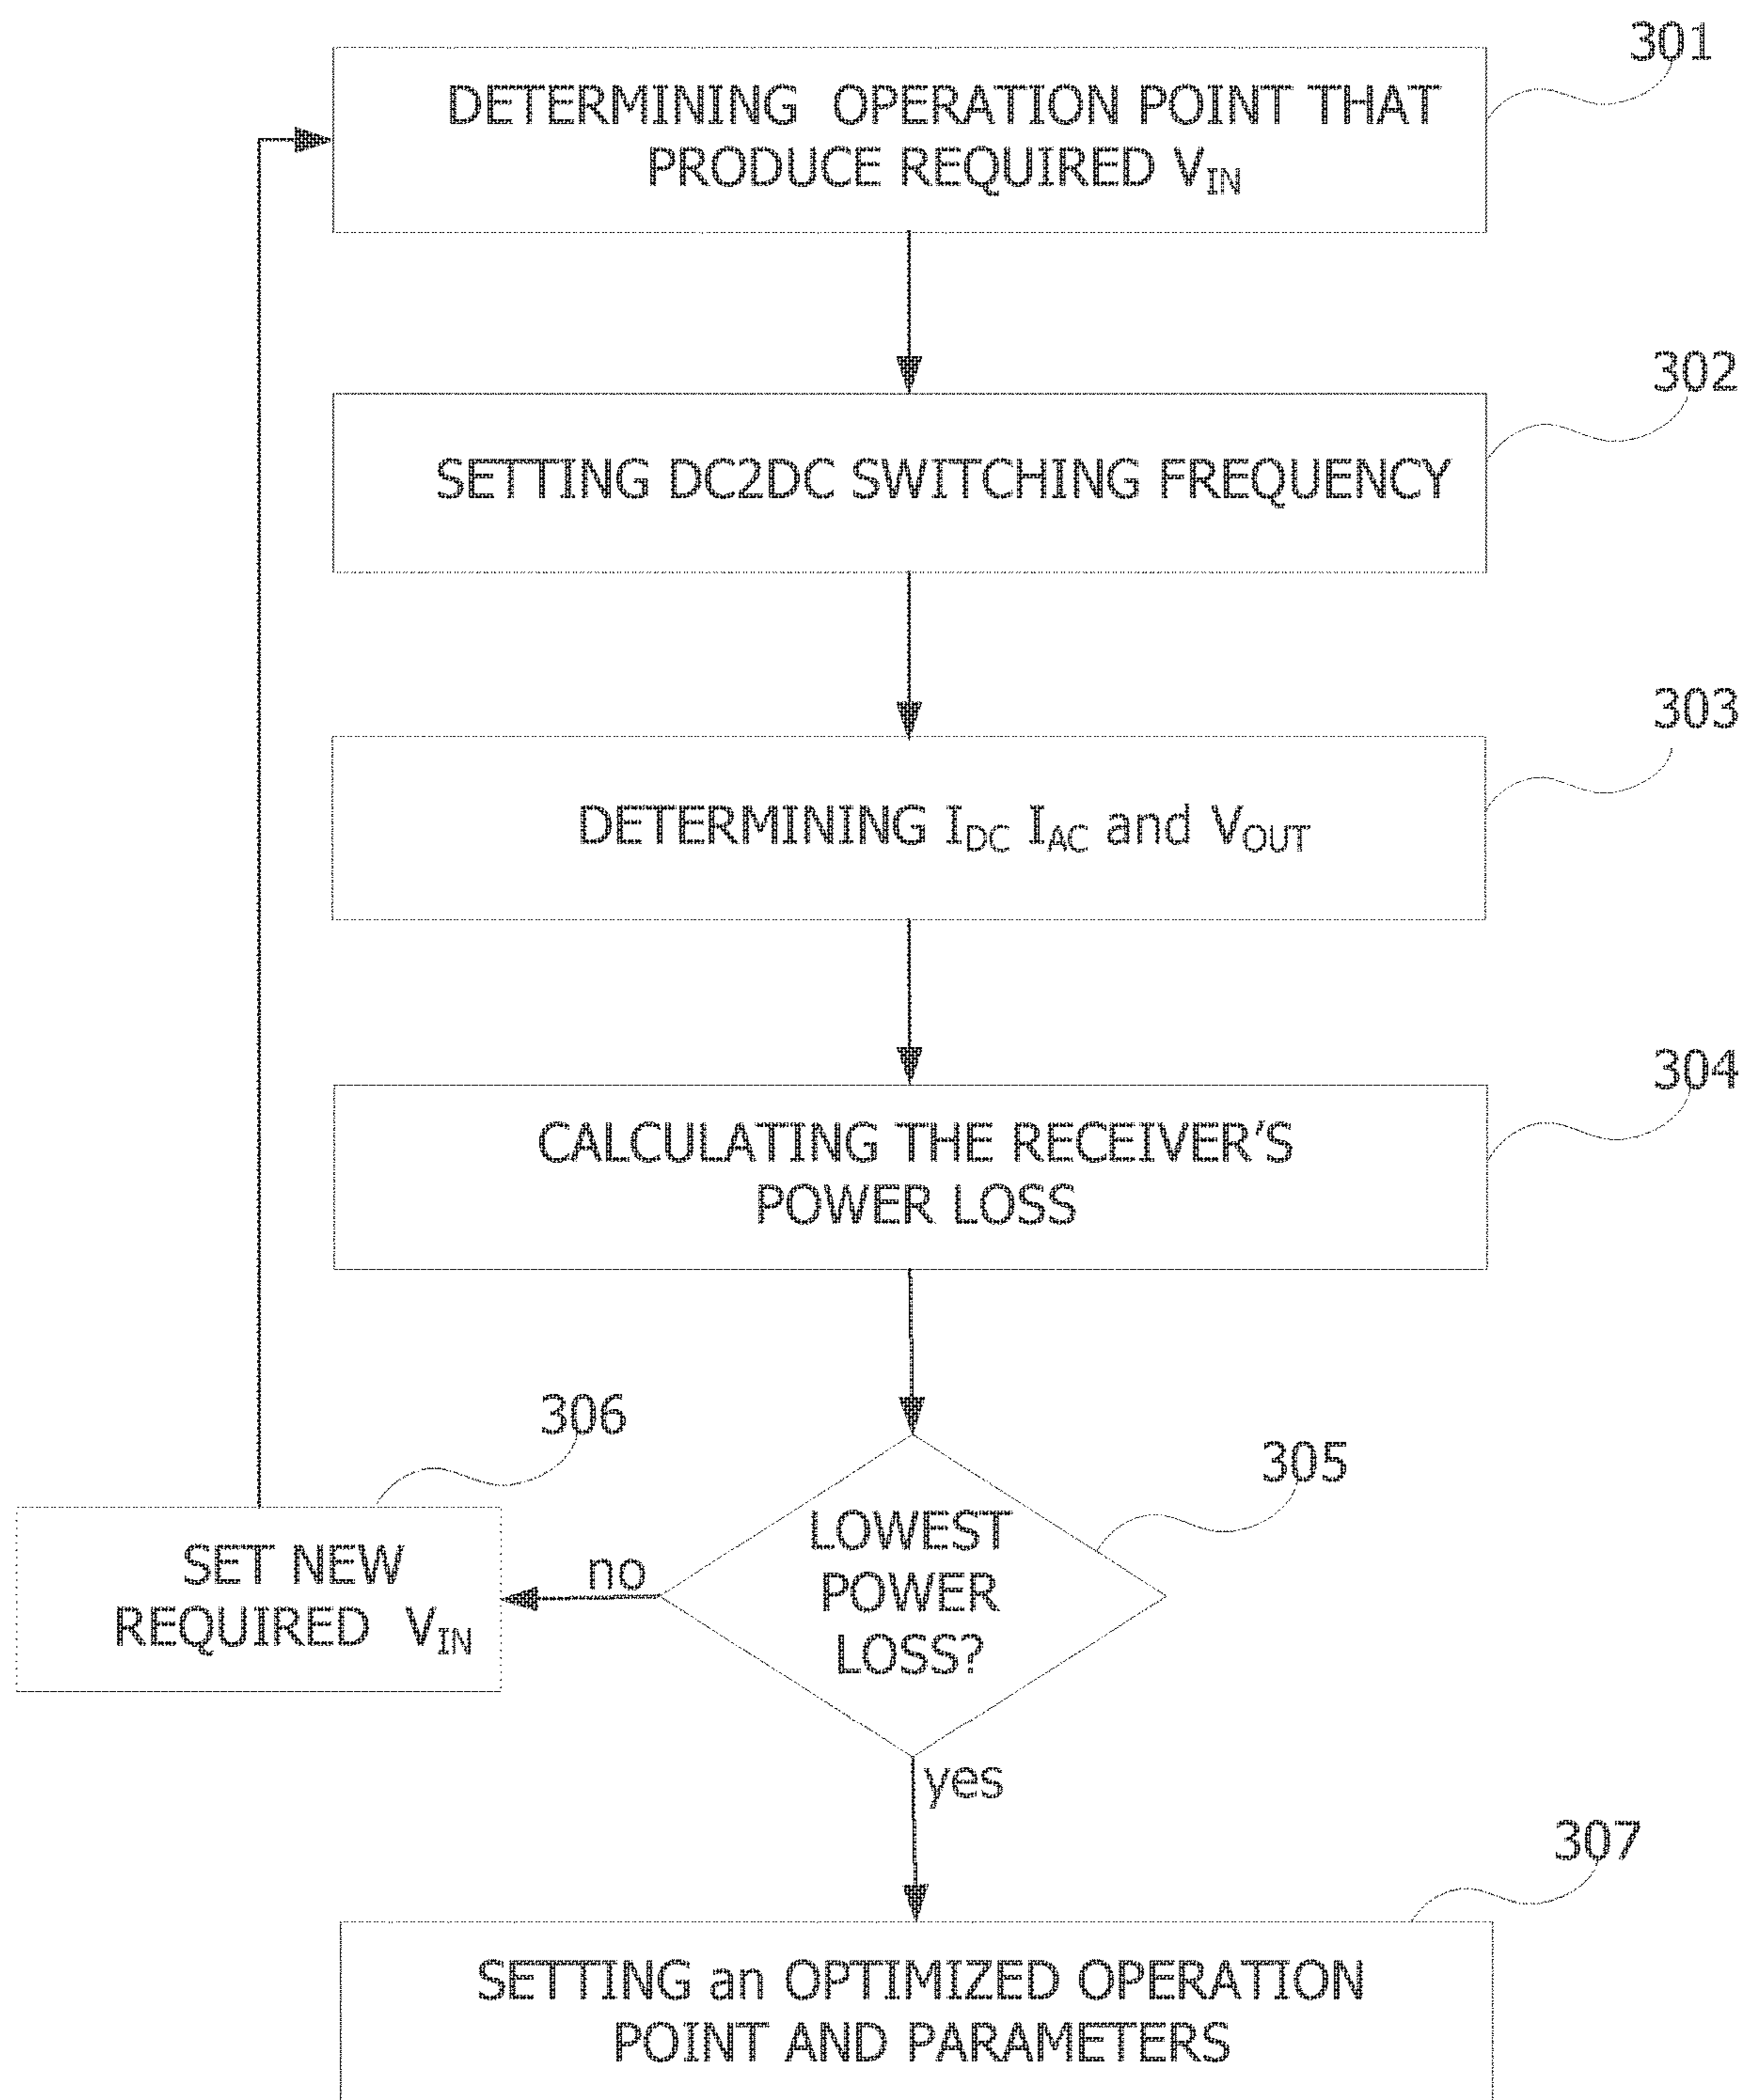 301
DETERMINING OPERATION POINT THAT
PRODUCE REQUIRED VIN
302
SETTING DC2DC SWITCHING FREQUENCY
303
DETERMINING IDC IAC and VOUT
304
CALCULATING THE RECEIVER'S
POWER LOSS
305
LOWEST
POWER
LOSS?
no
306
SET NEW
REQUIRED VIN
yes
307
SETTING an OPTIMIZED OPERATION
POINT AND PARAMETERS